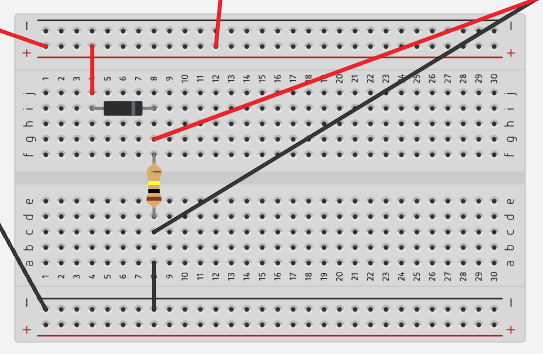 − −
+ +
1 2 3 4 5 6 7 8 9 10 11 12 13 14 15 16 17 18 19 20 21 22 23 24 25 26 27 28 29 30
j j
i i
h h
g g
f f
e e
d d
c c
b b
a a
1 2 3 4 5 6 7 8 9 10 11 12 13 14 15 16 17 18 19 20 21 22 23 24 25 26 27 28 29 30
− −
+ +